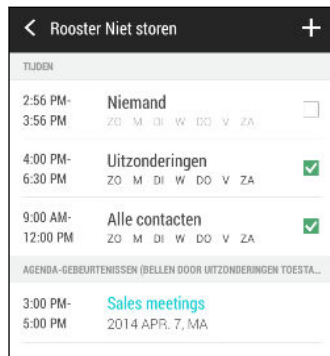 Rooster Niet storen
TIJDEN
2:56 PM- Niemand
3:56 PM ZO M DI W DO V ZA
4:00 PM- Uitzonderingen
6:30 PM ZO M DI W DO V ZA
9:00 AM- Alle contacten
12:00 PM ZO M DI W DO V ZA
AGENDA-GEBEURTENISSEN (BELLEN DOOR UITZONDERINGEN TOESTA...
3:00 PM- Sales meetings
5:00 PM 2014 APR. 7, MA